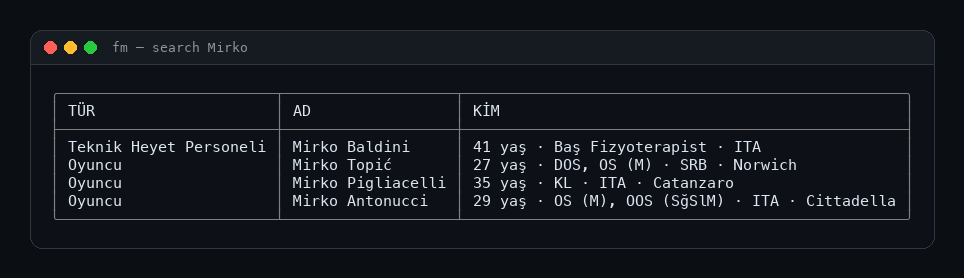 fm — search Mirko
TÜR AD KİM
Teknik Heyet Personeli Mirko Baldini 41 yaş · Baş Fizyoterapist · ITA
Oyuncu Mirko Topić 27 yaş · DOS, OS (M) · SRB · Norwich
Oyuncu Mirko Pigliacelli 35 yaş · KL · ITA · Catanzaro
Oyuncu Mirko Antonucci 29 yaş · OS (M), OOS (SğSlM) · ITA · Cittadella